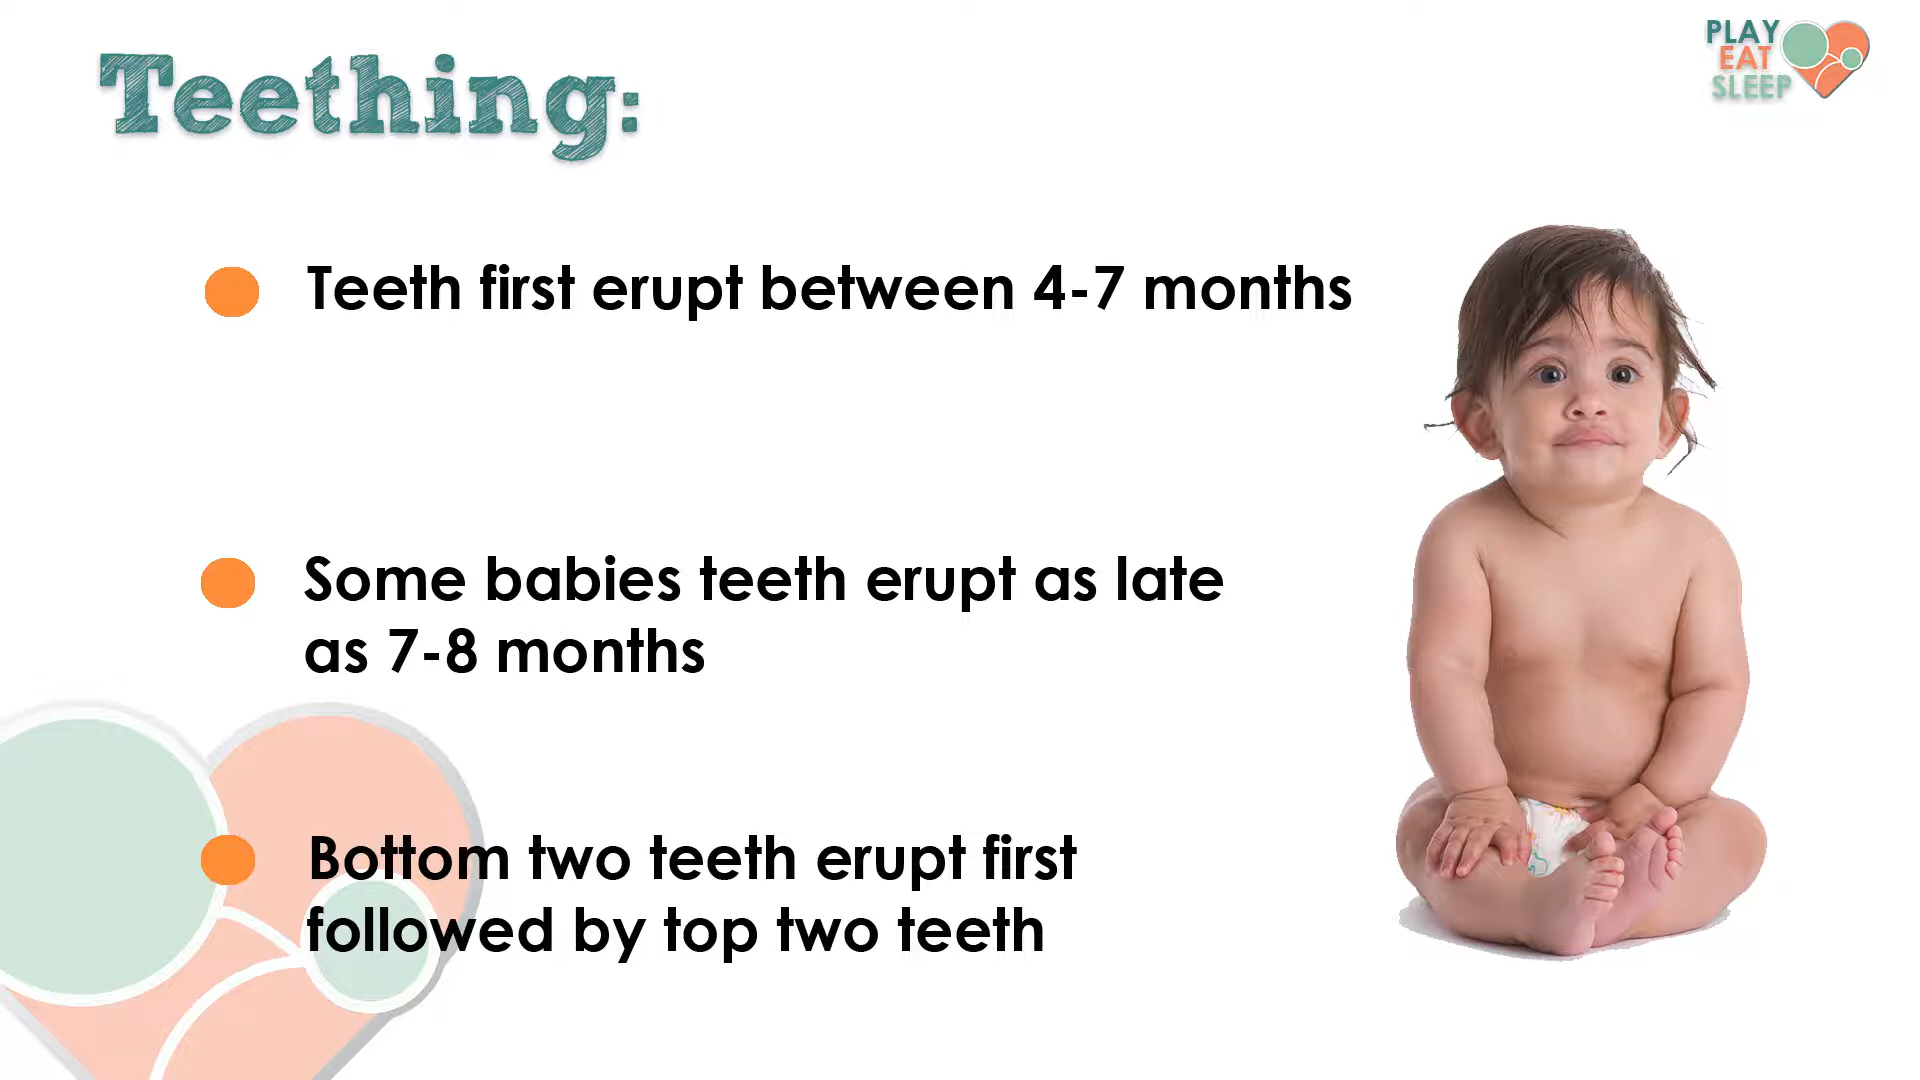 Teething:
PLAY
EAT
SLEEP
Teeth first erupt between 4-7 months
Some babies teeth erupt as late
as 7-8 months
Bottom two teeth erupt first
followed by top two teeth